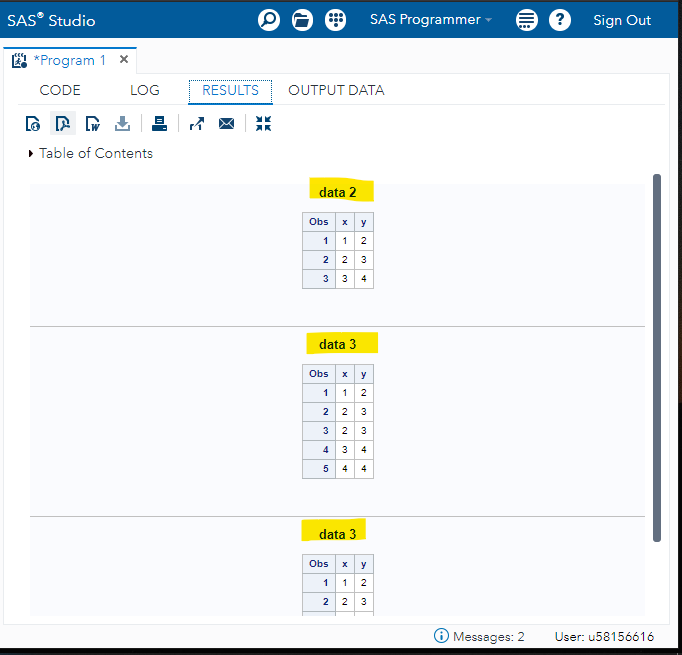 SAS® Studio SAS Programmer ? Sign Out
*Program 1 ×
CODE LOG RESULTS OUTPUT DATA
Table of Contents
data 2
Obs x y
1 1 2
2 2 3
3 3 4
data 3
Obs x y
1 1 2
2 2 3
3 2 3
4 3 4
5 4 4
data 3
Obs x y
1 1 2
2 2 3
Messages: 2 User: u58156616